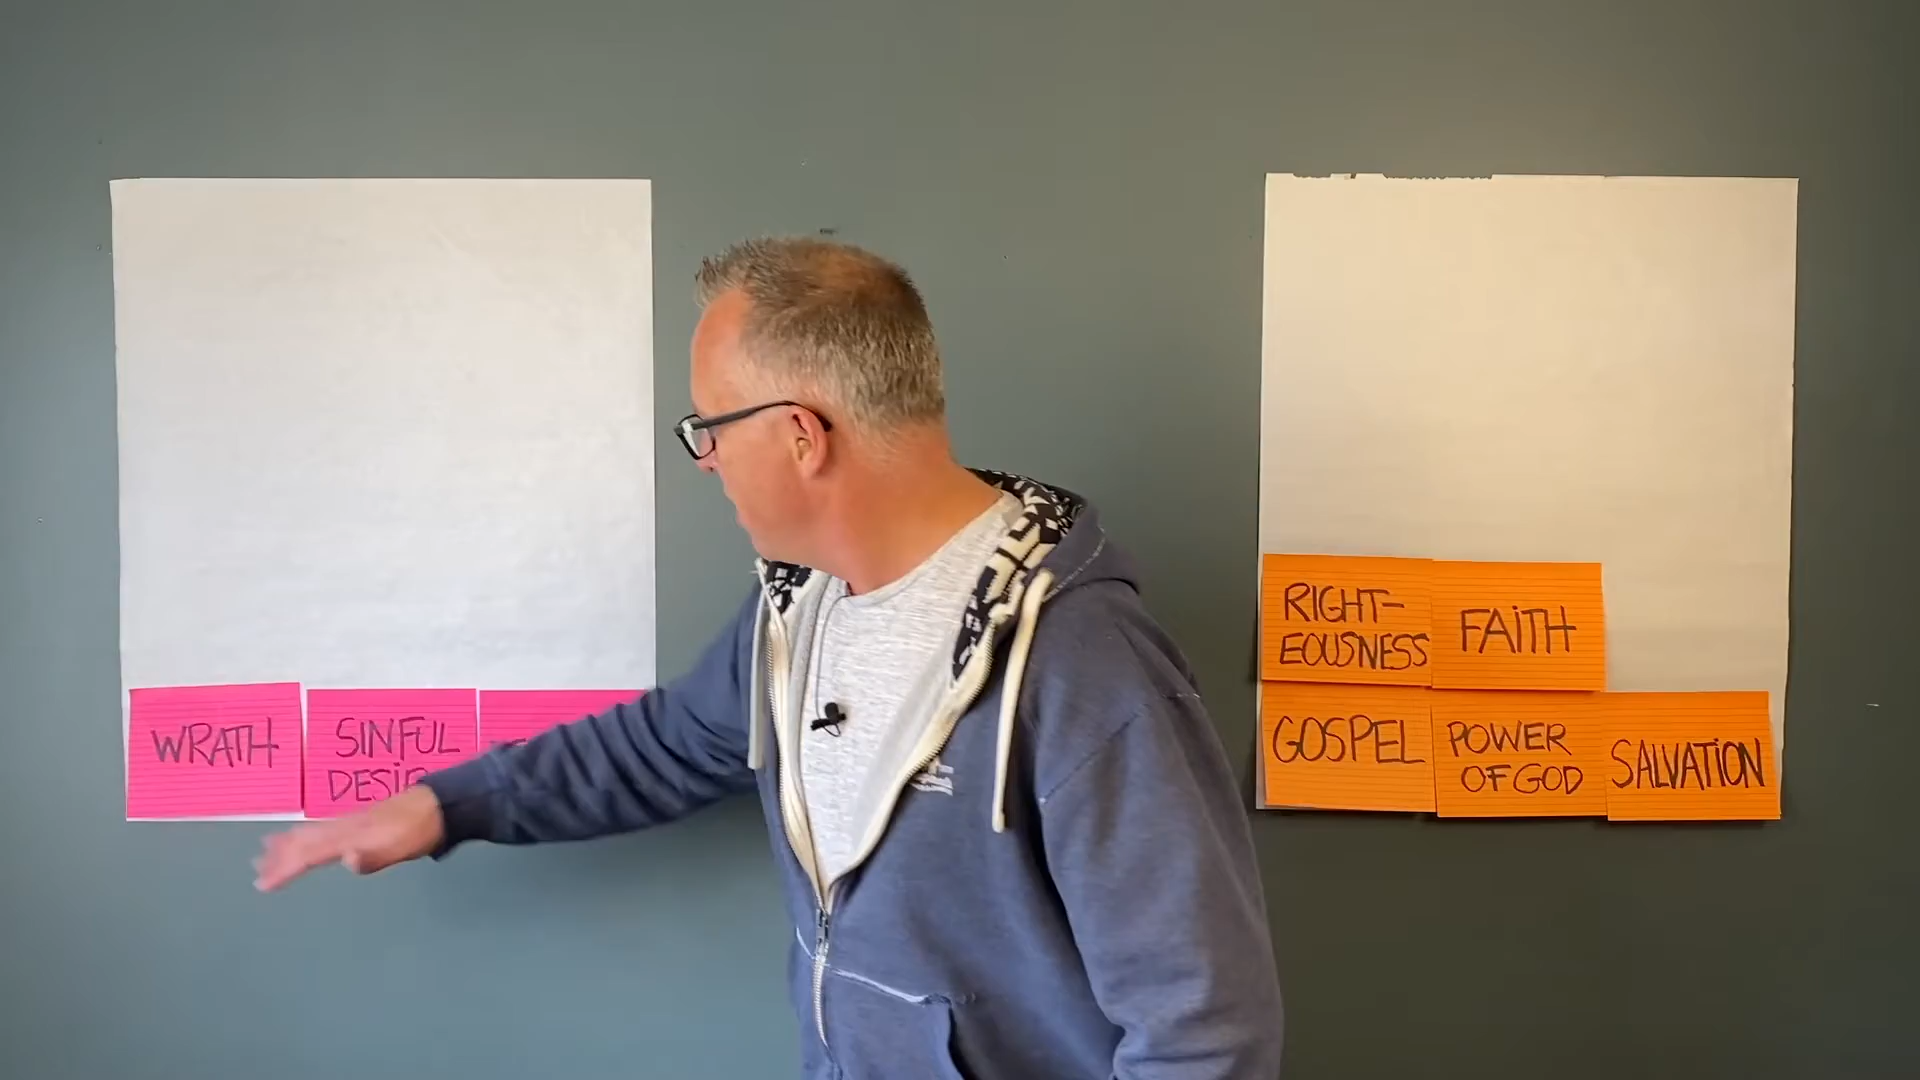 WRATH
SINFUL
RIGHT-
EOUSNESS
FAITH
GOSPEL
POWER
OF GOD
SALVATION